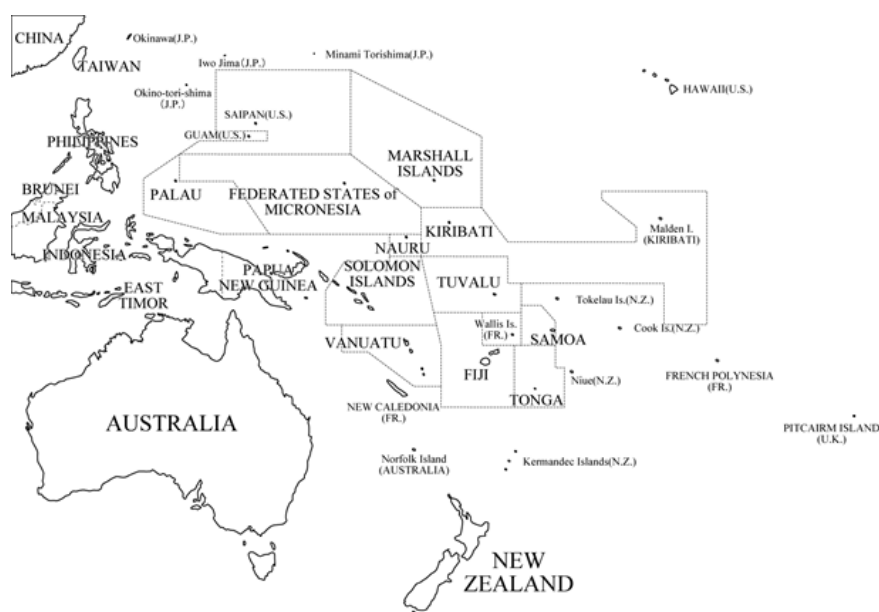 CHINA
Okinawa(J.P.)
TAIWAN
Iwo Jima(J.P.)
Minami Torishima(J.P.)
Okino-tori-shima
(J.P.)
HAWAII(U.S.)
SAIPAN(U.S.)
GUAM(U.S.)
PHILIPPINES
MARSHALL
ISLANDS
BRUNEI
PALAU
FEDERATED STATES of
MICRONESIA
MALAYSIA
KIRIBATI
Malden I.
(KIRIBATI)
NAURU
INDONESIA
PAPUA
NEW GUINEA
SOLOMON
ISLANDS
TUVALU
EAST
TIMOR
Tokelau Is.(N.Z.)
Wallis Is.
(FR.)
SAMOA
Cook Is.(N.Z.)
VANUATU
FIJI
Niue(N.Z.)
FRENCH POLYNESIA
(FR.)
TONGA
NEW CALEDONIA
(FR.)
AUSTRALIA
PITCAIRM ISLAND
(U.K.)
Norfolk Island
(AUSTRALIA)
Kermandec Islands(N.Z.)
NEW
ZEALAND